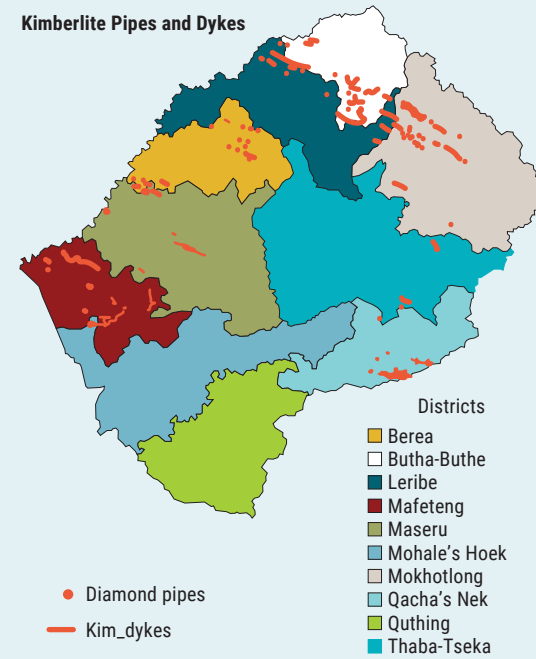 Kimberlite Pipes and Dykes
Districts
Berea
Butha-Buthe
Leribe
Mafeteng
Maseru
Mohale's Hoek
Mokhotlong
Qacha's Nek
Quthing
Thaba-Tseka
Diamond pipes
Kim_dykes